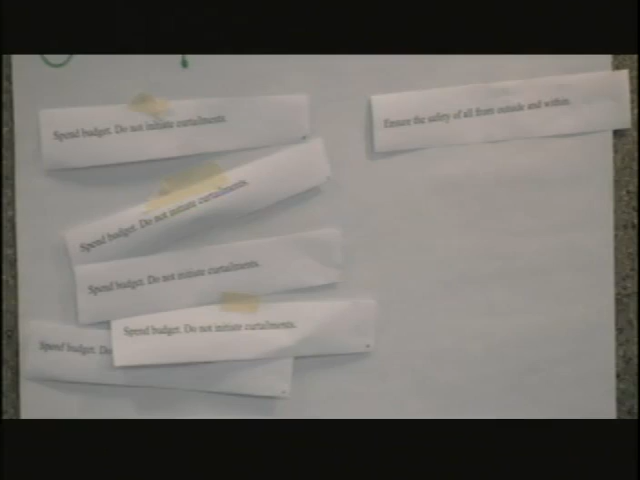 Spend budget. Do not initiate curtailments.
Ensure the safety of all from outside and within.
Spend budget. Do not initiate curtailments.
Spend budget. Do not initiate curtailments.
Spend budget. Do not initiate curtailments.
Spend budget. Do